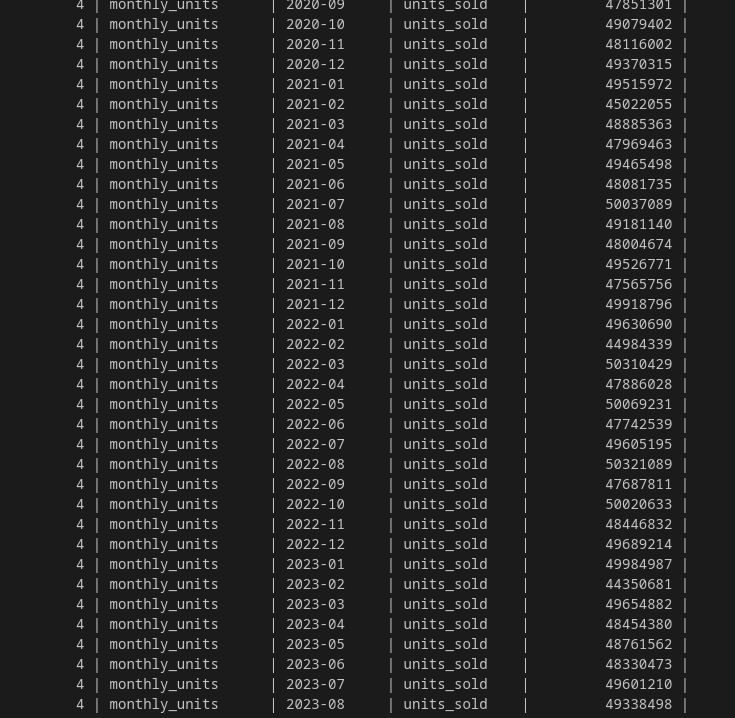 4 | monthly_units | 2020-09 | units_sold | 47851301 |
4 | monthly_units | 2020-10 | units_sold | 49079402 |
4 | monthly_units | 2020-11 | units_sold | 48116002 |
4 | monthly_units | 2020-12 | units_sold | 49370315 |
4 | monthly_units | 2021-01 | units_sold | 49515972 |
4 | monthly_units | 2021-02 | units_sold | 45022055 |
4 | monthly_units | 2021-03 | units_sold | 48885363 |
4 | monthly_units | 2021-04 | units_sold | 47969463 |
4 | monthly_units | 2021-05 | units_sold | 49465498 |
4 | monthly_units | 2021-06 | units_sold | 48081735 |
4 | monthly_units | 2021-07 | units_sold | 50037089 |
4 | monthly_units | 2021-08 | units_sold | 49181140 |
4 | monthly_units | 2021-09 | units_sold | 48004674 |
4 | monthly_units | 2021-10 | units_sold | 49526771 |
4 | monthly_units | 2021-11 | units_sold | 47565756 |
4 | monthly_units | 2021-12 | units_sold | 49918796 |
4 | monthly_units | 2022-01 | units_sold | 49630690 |
4 | monthly_units | 2022-02 | units_sold | 44984339 |
4 | monthly_units | 2022-03 | units_sold | 50310429 |
4 | monthly_units | 2022-04 | units_sold | 47886028 |
4 | monthly_units | 2022-05 | units_sold | 50069231 |
4 | monthly_units | 2022-06 | units_sold | 47742539 |
4 | monthly_units | 2022-07 | units_sold | 49605195 |
4 | monthly_units | 2022-08 | units_sold | 50321089 |
4 | monthly_units | 2022-09 | units_sold | 47687811 |
4 | monthly_units | 2022-10 | units_sold | 50020633 |
4 | monthly_units | 2022-11 | units_sold | 48446832 |
4 | monthly_units | 2022-12 | units_sold | 49689214 |
4 | monthly_units | 2023-01 | units_sold | 49984987 |
4 | monthly_units | 2023-02 | units_sold | 44350681 |
4 | monthly_units | 2023-03 | units_sold | 49654882 |
4 | monthly_units | 2023-04 | units_sold | 48454380 |
4 | monthly_units | 2023-05 | units_sold | 48761562 |
4 | monthly_units | 2023-06 | units_sold | 48330473 |
4 | monthly_units | 2023-07 | units_sold | 49601210 |
4 | monthly_units | 2023-08 | units_sold | 49338498 |